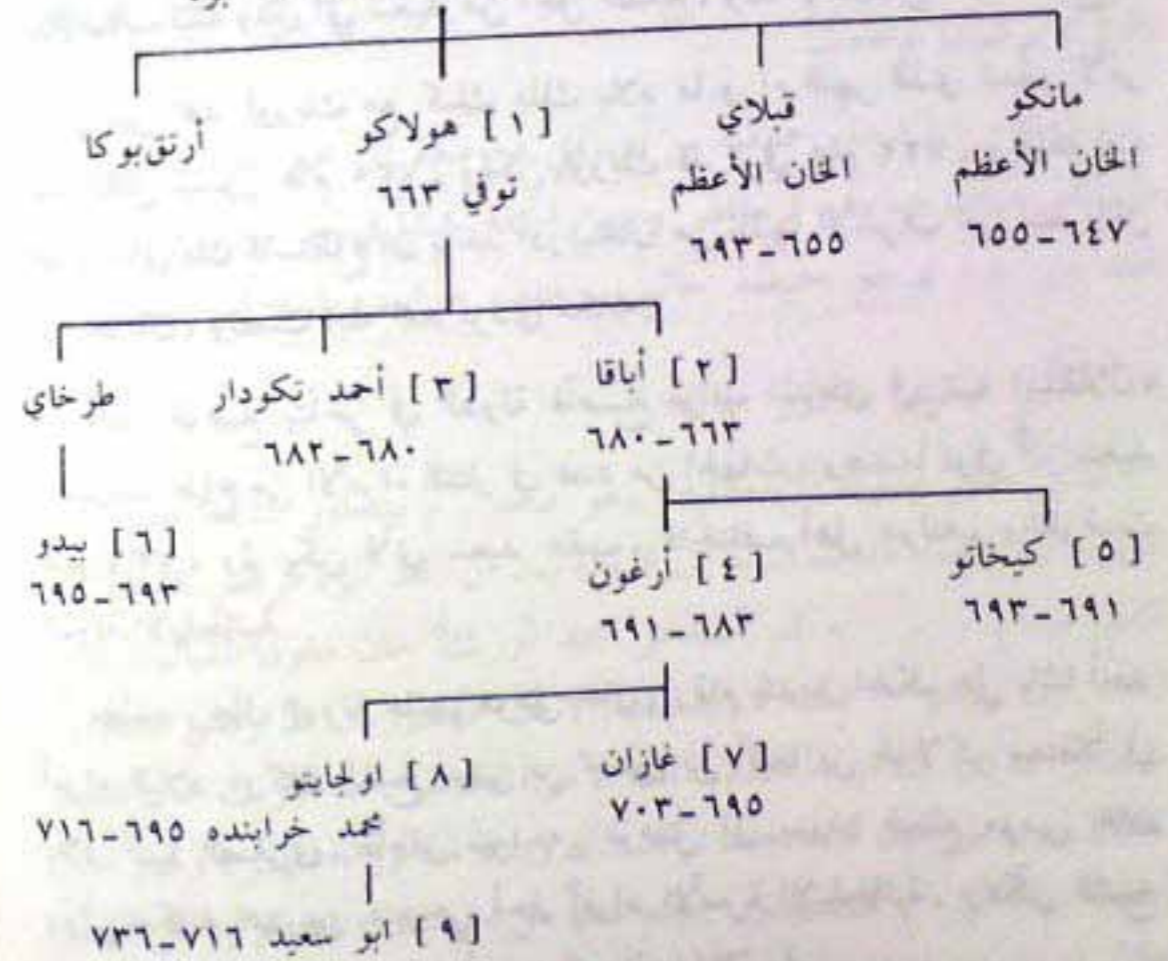 مانكو
الخان الأعظم
٦٤٧-٦٥٥
قبلاي
الخان الأعظم
٦٥٥-٦٩٣
[ ١ ] هولاكو
توفي ٦٦٣
أرتق بوكا
[ ٢ ] أباقا
٦٦٣-٦٨٠
[ ٣ ] أحمد تكودار
٦٨٠-٦٨٢
طرخاي
[ ٥ ] كيخاتو
٦٩١-٦٩٣
[ ٤ ] أرغون
٦٨٣-٦٩١
[ ٦ ] بيدو
٦٩٣-٦٩٥
[ ٧ ] غازان
٦٩٥-٧٠٣
[ ٨ ] اولجايتو
محمد خرابنده ٦٩٥-٧١٦
[ ٩ ] ابو سعيد ٧١٦-٧٣٦